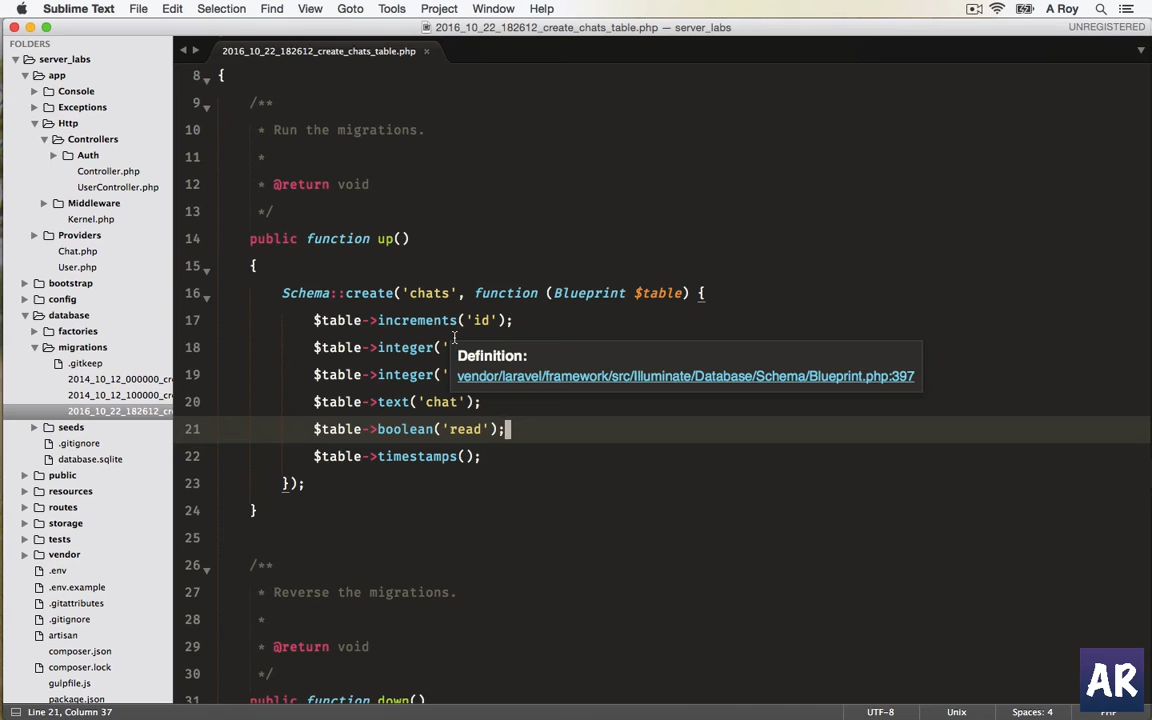 Sublime Text File Edit Selection Find View Goto Tools Project Window Help A Roy
2016_10_22_182612_create_chats_table.php — server_labs UNREGISTERED
FOLDERS
server_labs
app
Console
Exceptions
Http
Controllers
Auth
Controller.php
UserController.php
Middleware
Kernel.php
Providers
Chat.php
User.php
bootstrap
config
database
factories
migrations
.gitkeep
2014_10_12_000000_cr
2014_10_12_100000_cr
2016_10_22_182612_cr
seeds
.gitignore
database.sqlite
public
resources
routes
storage
tests
vendor
.env
.env.example
.gitattributes
.gitignore
artisan
composer.json
composer.lock
gulpfile.js
package.json
2016_10_22_182612_create_chats_table.php ×
8 {
9 /**
10 * Run the migrations.
11 *
12 * @return void
13 */
14 public function up()
15 {
16 Schema::create('chats', function (Blueprint $table) {
17 $table->increments('id');
18 $table->integer('
19 $table->integer('
Definition:
vendor/laravel/framework/src/Illuminate/Database/Schema/Blueprint.php:397
20 $table->text('chat');
21 $table->boolean('read');
22 $table->timestamps();
23 });
24 }
25
26 /**
27 * Reverse the migrations.
28 *
29 * @return void
30 */
31 public function down()
AR
Line 21, Column 37 UTF-8 Unix Spaces: 4 PHP